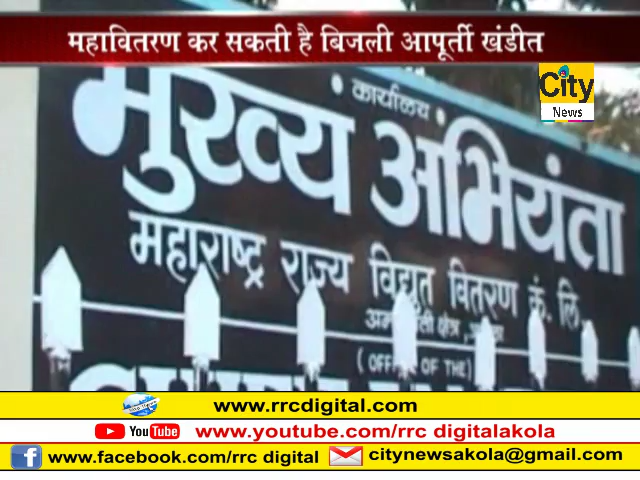 महावितरण कर सकती है बिजली आपूर्ती खंडीत
City
News
कार्यालय
मुख्य अभियंता
महाराष्ट्र राज्य विद्युत वितरण कं. लि.
(OFFICE OF THE)
www.rrcdigital.com
YouTube www.youtube.com/rrc digitalakola
f www.facebook.com/rrc digital citynewsakola@gmail.com